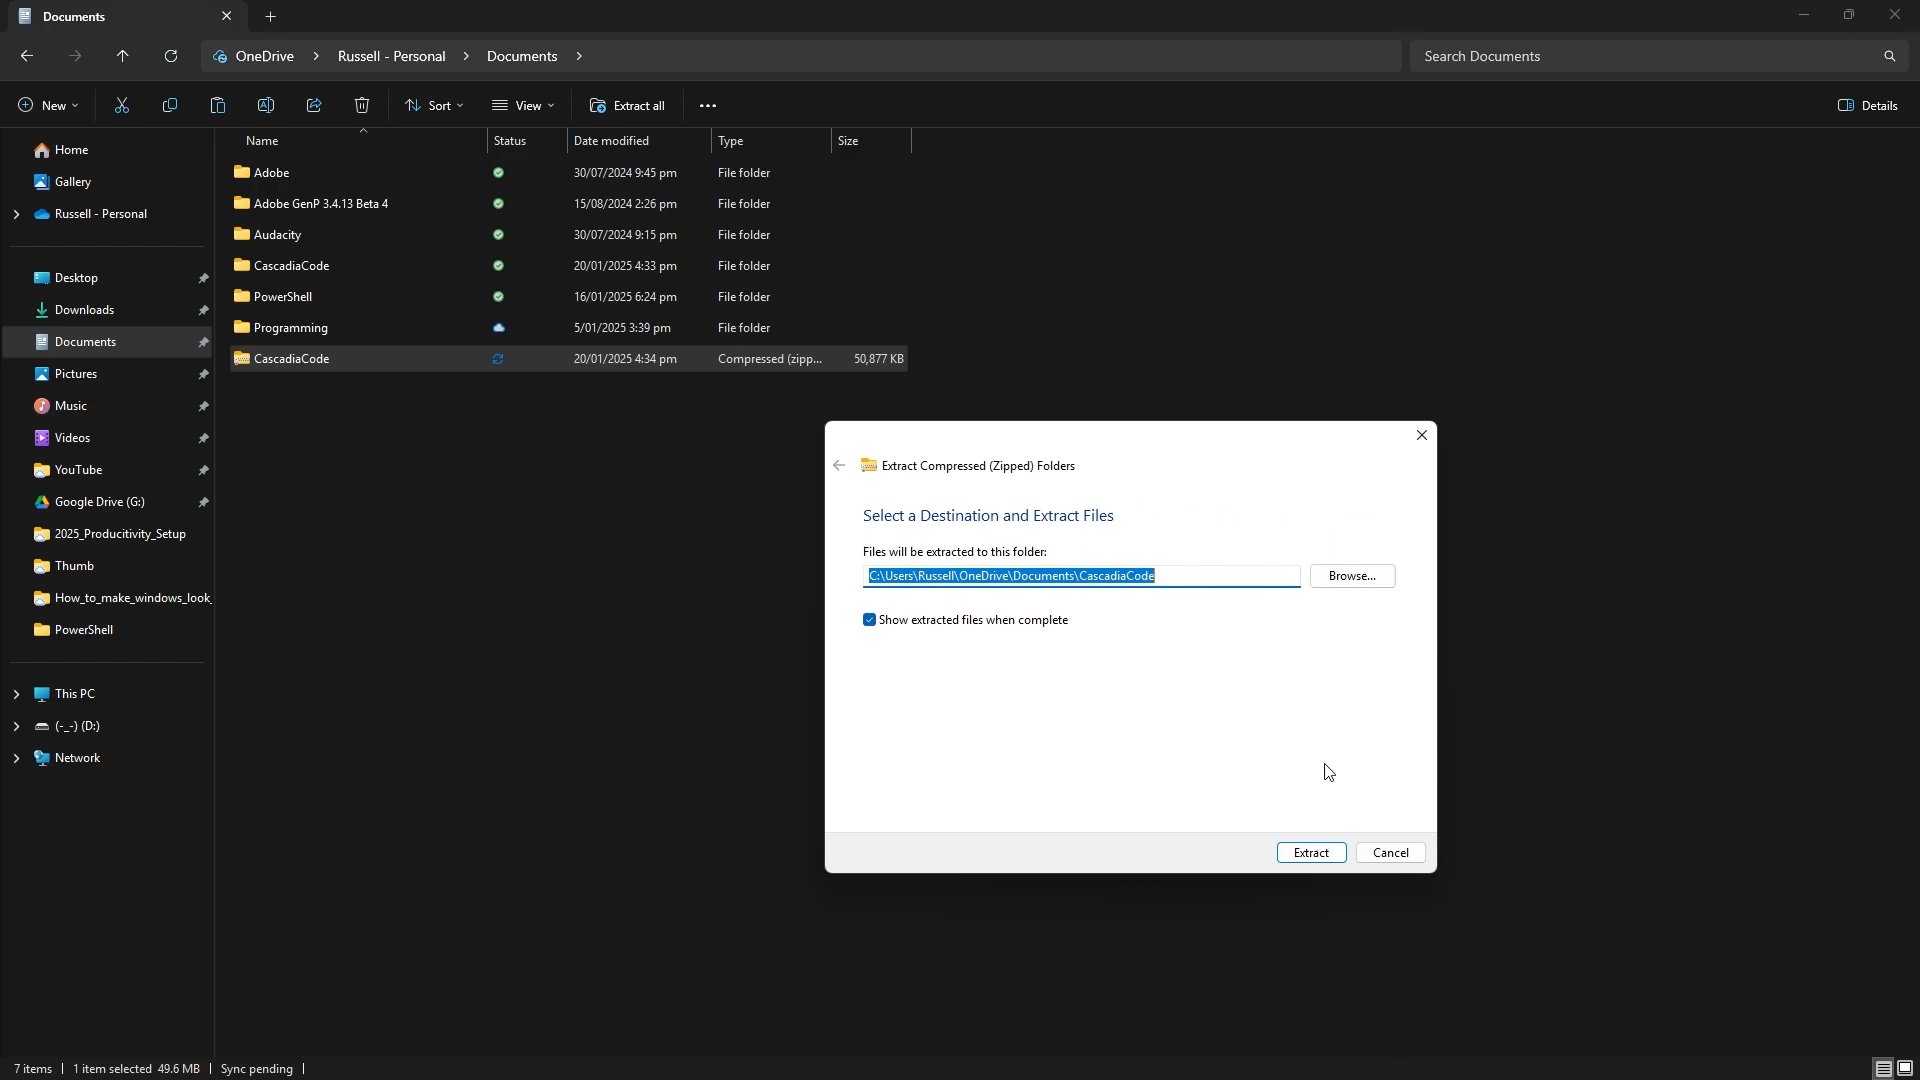 Documents
OneDrive > Russell - Personal > Documents >
Search Documents
New
Sort
View
Extract all
Details
Home
Gallery
Russell - Personal
Desktop
Downloads
Documents
Pictures
Music
Videos
YouTube
Google Drive (G:)
2025_Producitivity_Setup
Thumb
How_to_make_windows_look_
PowerShell
This PC
(-_-) (D:)
Network
Name Status Date modified Type Size
Adobe 30/07/2024 9:45 pm File folder
Adobe GenP 3.4.13 Beta 4 15/08/2024 2:26 pm File folder
Audacity 30/07/2024 9:15 pm File folder
CascadiaCode 20/01/2025 4:33 pm File folder
PowerShell 16/01/2025 6:24 pm File folder
Programming 5/01/2025 3:39 pm File folder
CascadiaCode 20/01/2025 4:34 pm Compressed (zipp... 50,877 KB
Extract Compressed (Zipped) Folders
Select a Destination and Extract Files
Files will be extracted to this folder:
C:\Users\Russell\OneDrive\Documents\CascadiaCode
Browse...
Show extracted files when complete
Extract Cancel
7 items 1 item selected 49.6 MB Sync pending